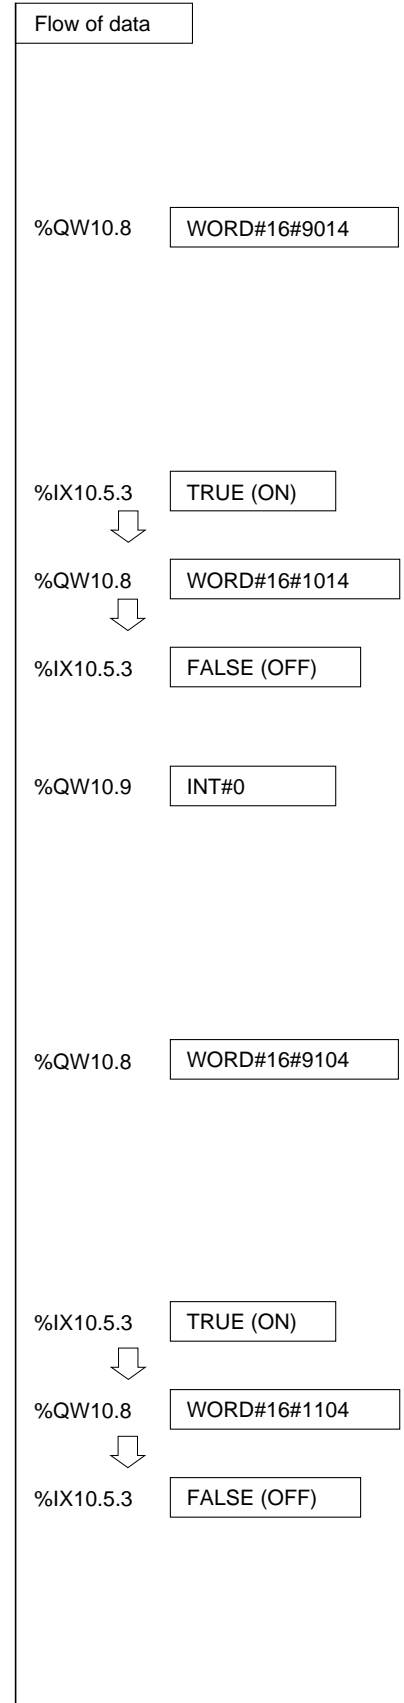 Flow of data
%QW10.8 WORD#16#9014
%IX10.5.3 TRUE (ON)
%QW10.8 WORD#16#1014
%IX10.5.3 FALSE (OFF)
%QW10.9 INT#0
%QW10.8 WORD#16#9104
%IX10.5.3 TRUE (ON)
%QW10.8 WORD#16#1104
%IX10.5.3 FALSE (OFF)